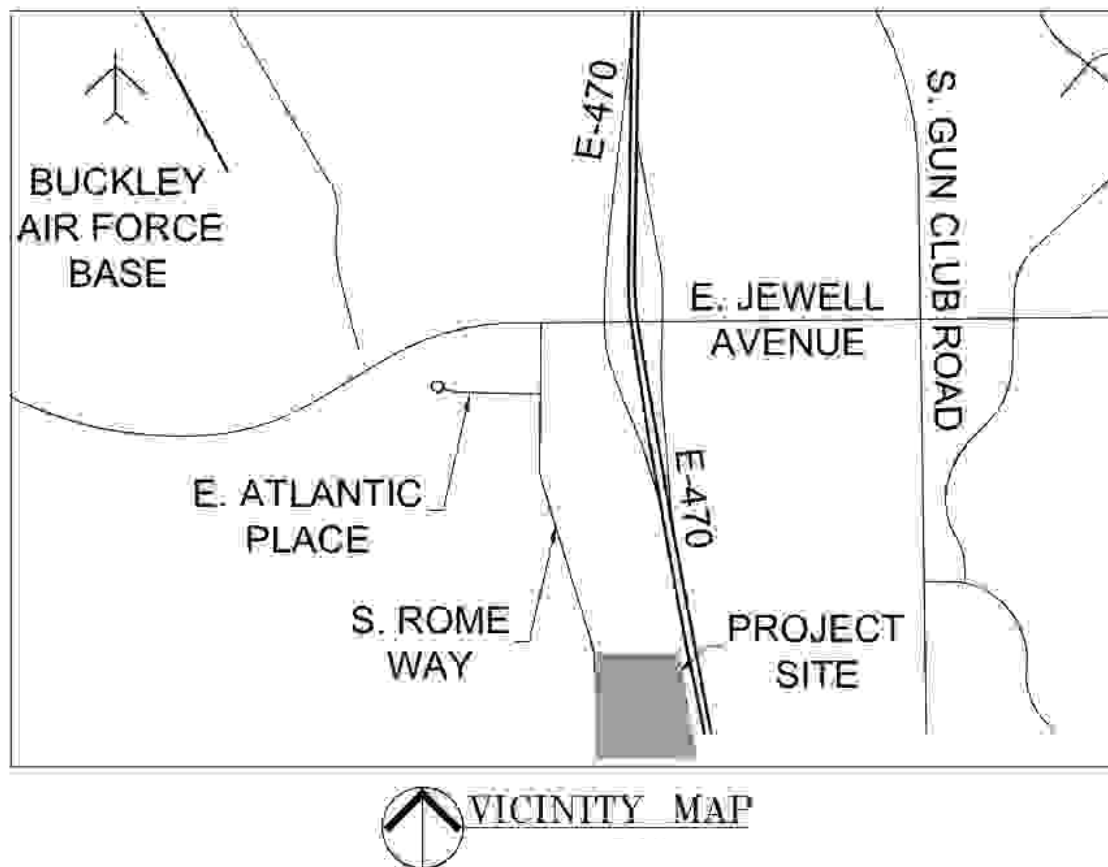 E-470
S. GUN CLUB ROAD
BUCKLEY
AIR FORCE
BASE
E. JEWELL
AVENUE
E. ATLANTIC
PLACE
E-470
S. ROME
WAY
PROJECT
SITE
VICINITY MAP